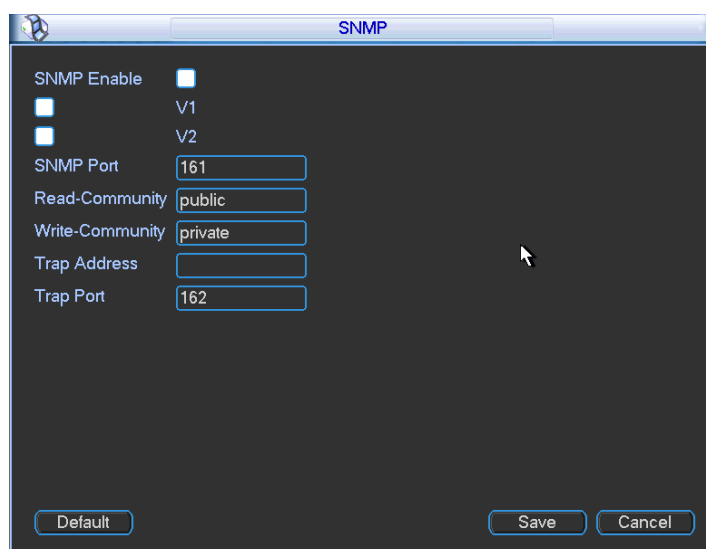 SNMP
SNMP Enable
V1
V2
SNMP Port 161
Read-Community public
Write-Community private
Trap Address
Trap Port 162
Default Save Cancel